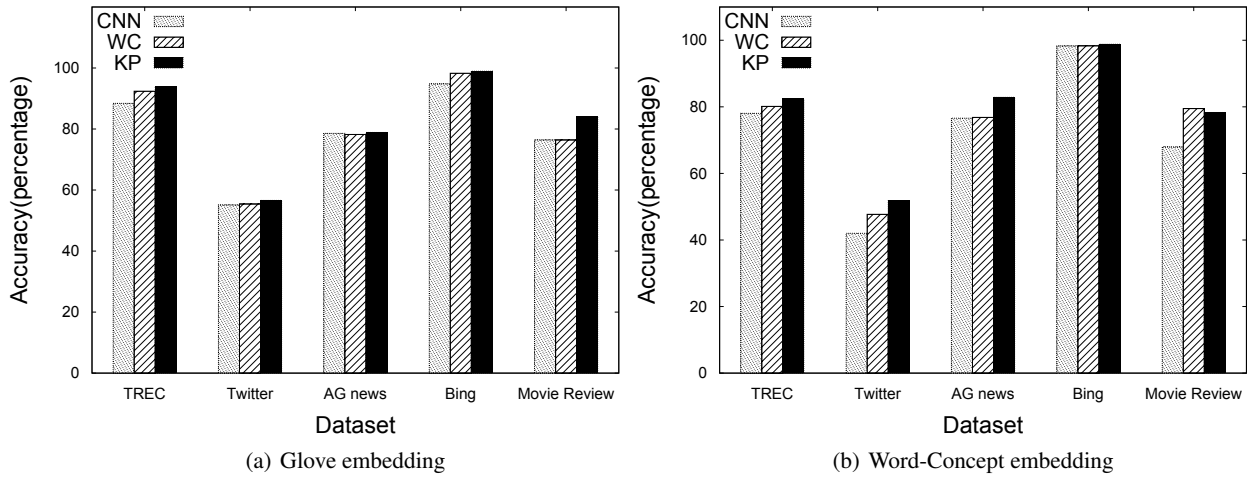 CNN
WC
KP
Accuracy(percentage)
100
80
60
40
20
0
TREC Twitter AG news Bing Movie Review
Dataset
(a) Glove embedding
CNN
WC
KP
Accuracy(percentage)
100
80
60
40
20
0
TREC Twitter AG news Bing Movie Review
Dataset
(b) Word-Concept embedding